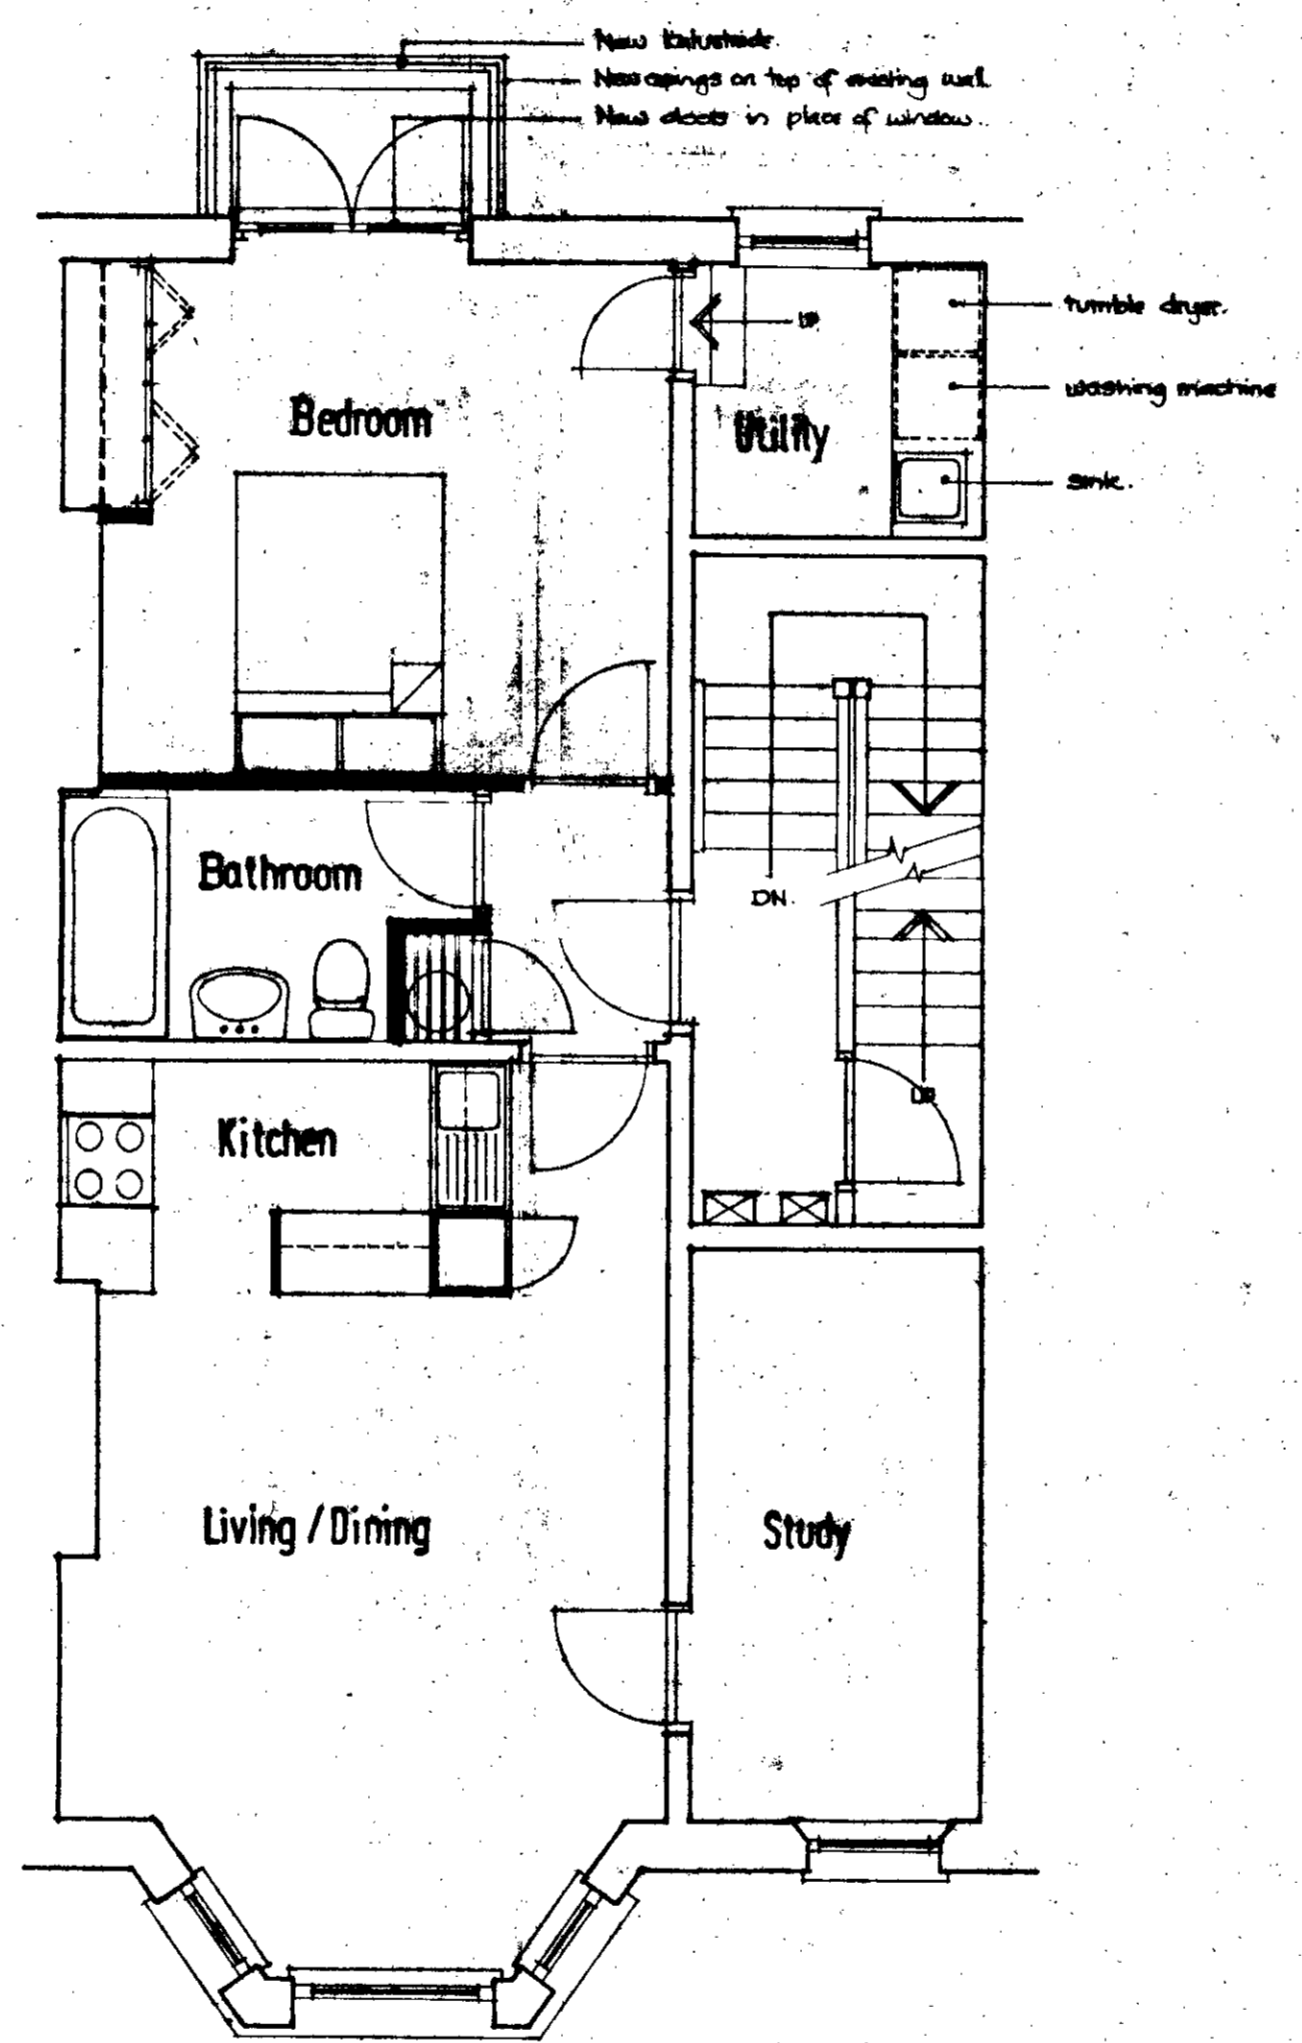 New balustrade.
New copings on top of existing wall.
New doors in place of window.
UP
tumble dryer.
washing machine
Bedroom
Utility
sink.
Bathroom
DN.
UP
Kitchen
Living / Dining
Study